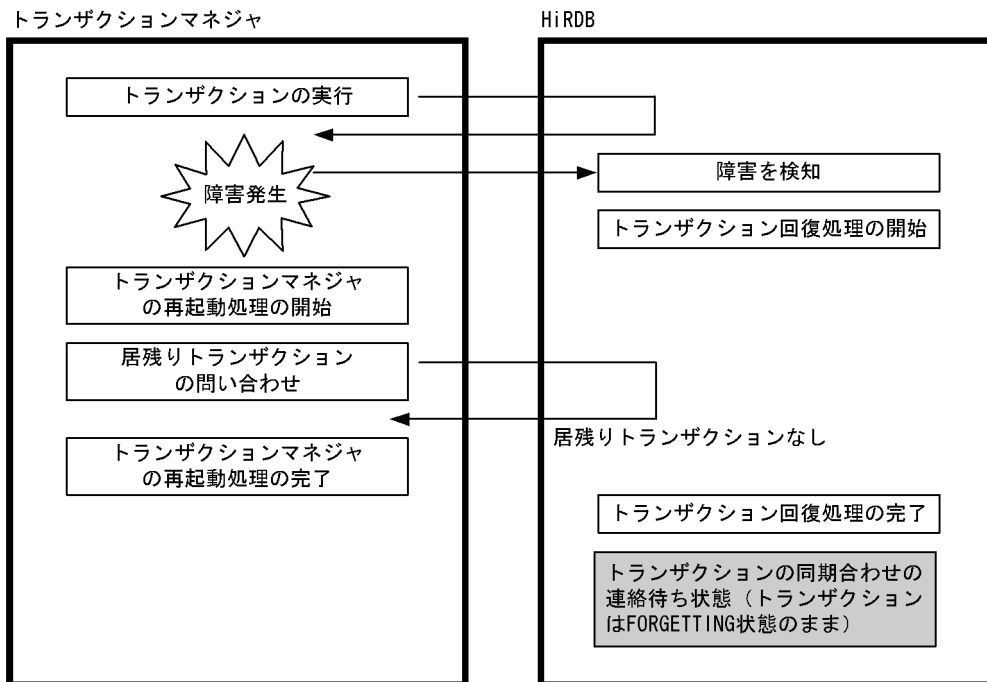 トランザクションマネジャ
HiRDB
トランザクションの実行
障害発生
障害を検知
トランザクション回復処理の開始
トランザクションマネジャ
の再起動処理の開始
居残りトランザクション
の問い合わせ
居残りトランザクションなし
トランザクションマネジャ
の再起動処理の完了
トランザクション回復処理の完了
トランザクションの同期合わせの
連絡待ち状態（トランザクション
はFORGETTING状態のまま）